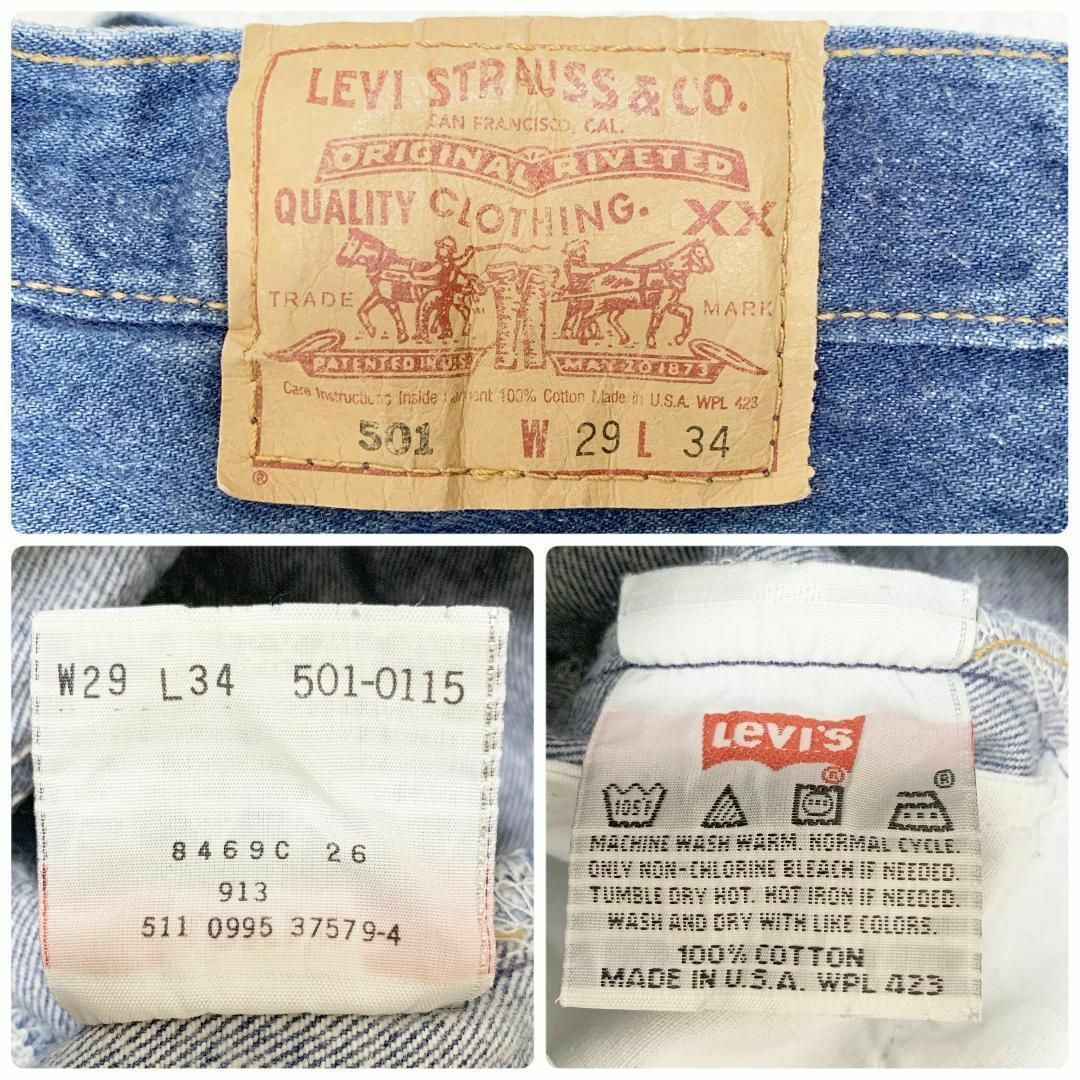 LEVI STRAUSS & CO.
SAN FRANCISCO, CAL.
ORIGINAL RIVETED
QUALITY CLOTHING. XX
TRADE MARK
PATENTED IN U.S. MAY 20 1873
Care Instructions Inside Garment 100% Cotton Made in U.S.A. WPL 423
501 W 29 L 34
®
W29 L34 501-0115
8469C 26
913
511 0995 37579-4
Levi's
®
®
105F
MACHINE WASH WARM. NORMAL CYCLE.
ONLY NON-CHLORINE BLEACH IF NEEDED.
TUMBLE DRY HOT. HOT IRON IF NEEDED.
WASH AND DRY WITH LIKE COLORS.
100% COTTON
MADE IN U.S.A. WPL 423